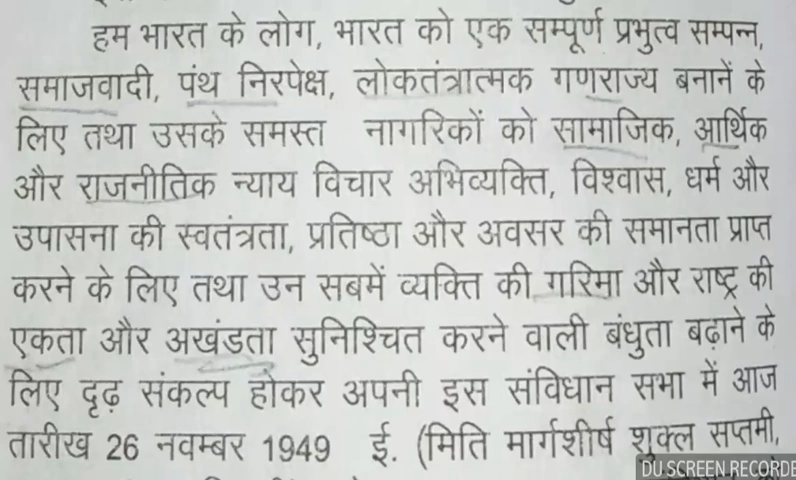 हम भारत के लोग, भारत को एक सम्पूर्ण प्रभुत्व सम्पन्न,
समाजवादी, पंथ निरपेक्ष, लोकतंत्रात्मक गणराज्य बनानें के
लिए तथा उसके समस्त नागरिकों को सामाजिक, आर्थिक
और राजनीतिक न्याय विचार अभिव्यक्ति, विश्वास, धर्म और
उपासना की स्वतंत्रता, प्रतिष्ठा और अवसर की समानता प्राप्त
करने के लिए तथा उन सबमें व्यक्ति की गरिमा और राष्ट्र की
एकता और अखंडता सुनिश्चित करने वाली बंधुता बढ़ाने के
लिए दृढ़ संकल्प होकर अपनी इस संविधान सभा में आज
तारीख 26 नवम्बर 1949 ई. (मिति मार्गशीर्ष शुक्ल सप्तमी,
DU SCREEN RECORDE